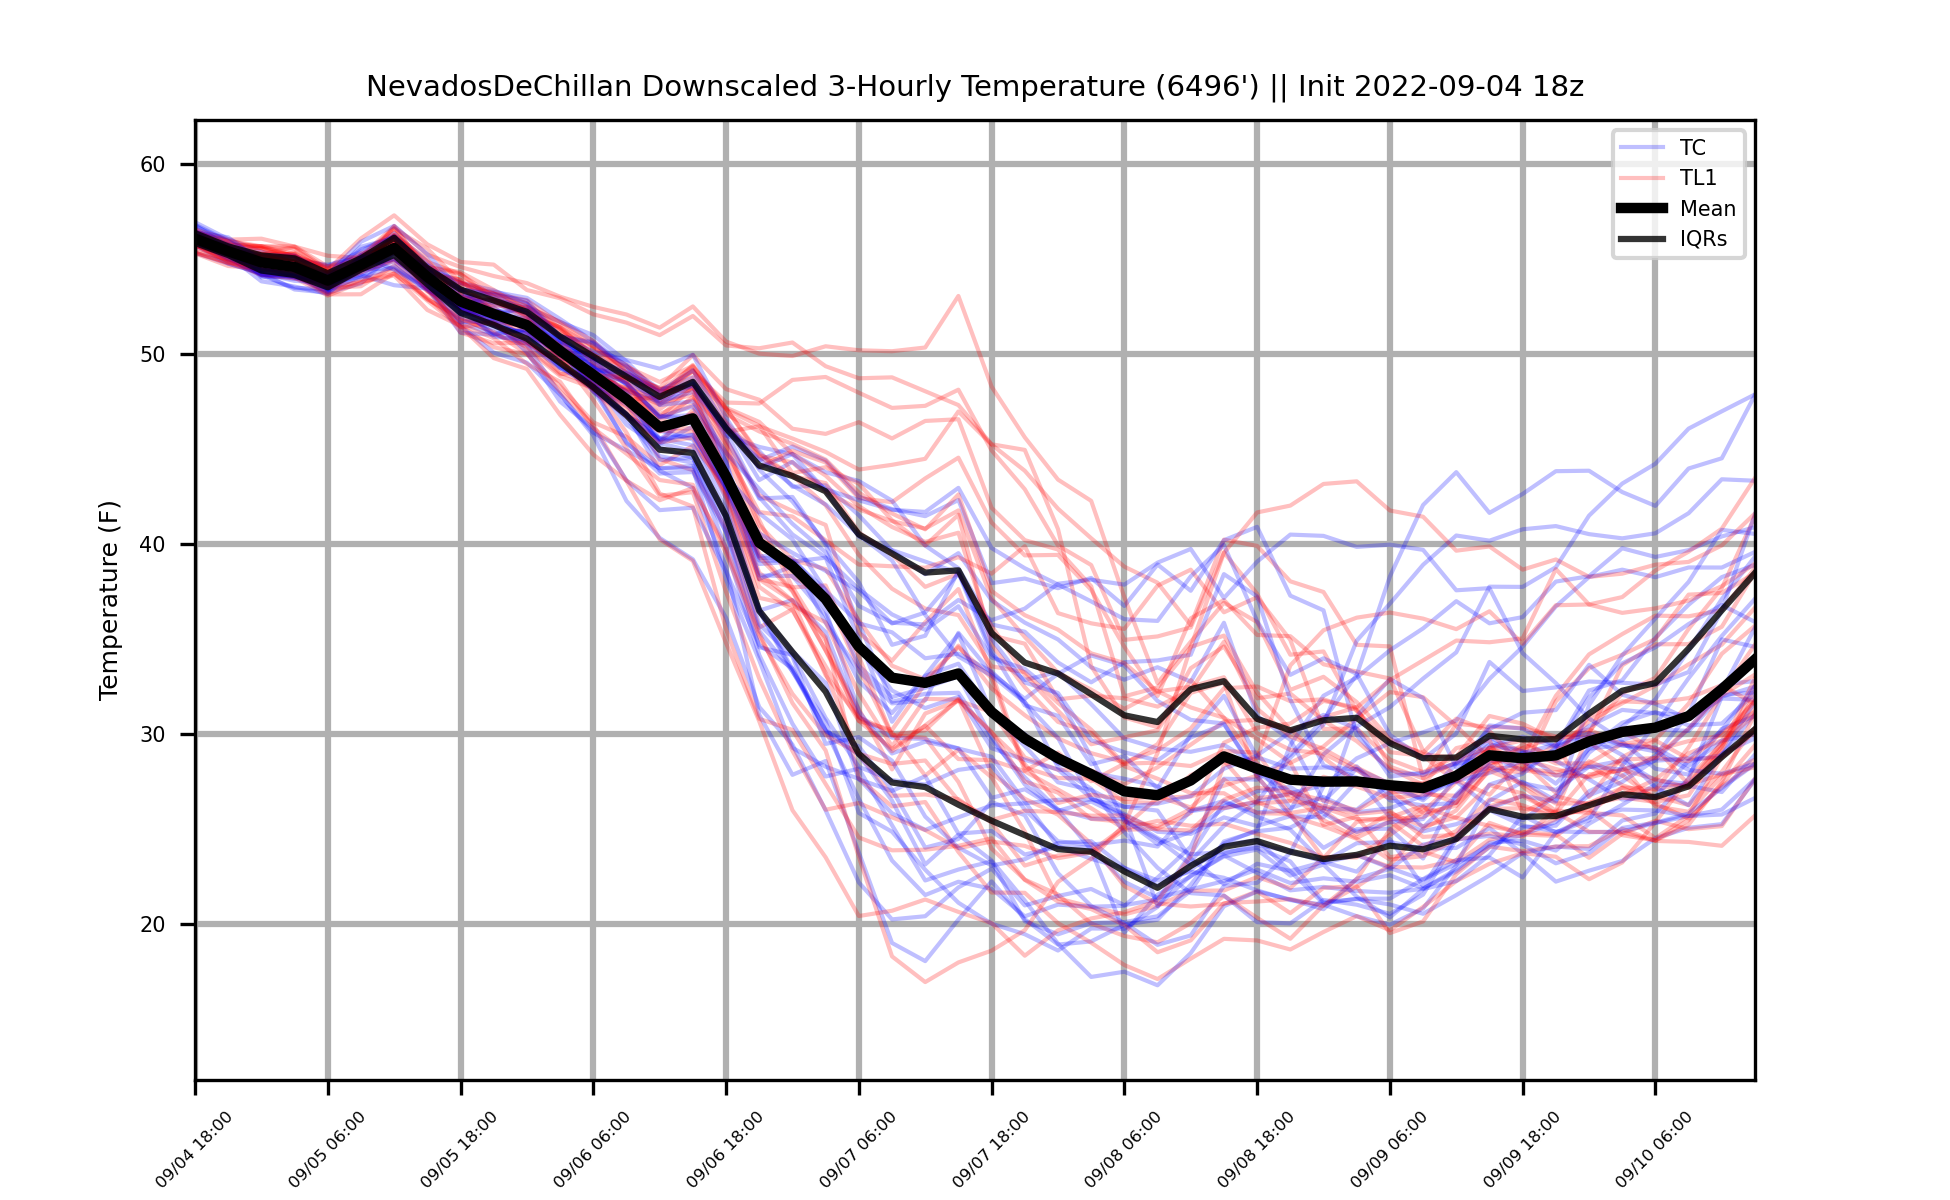 NevadosDeChillan Downscaled 3-Hourly Temperature (6496') || Init 2022-09-04 18z
TC
TL1
Mean
IQRs
Temperature (F)
60
50
40
30
20
09/04 18:00
09/05 06:00
09/05 18:00
09/06 06:00
09/06 18:00
09/07 06:00
09/07 18:00
09/08 06:00
09/08 18:00
09/09 06:00
09/09 18:00
09/10 06:00